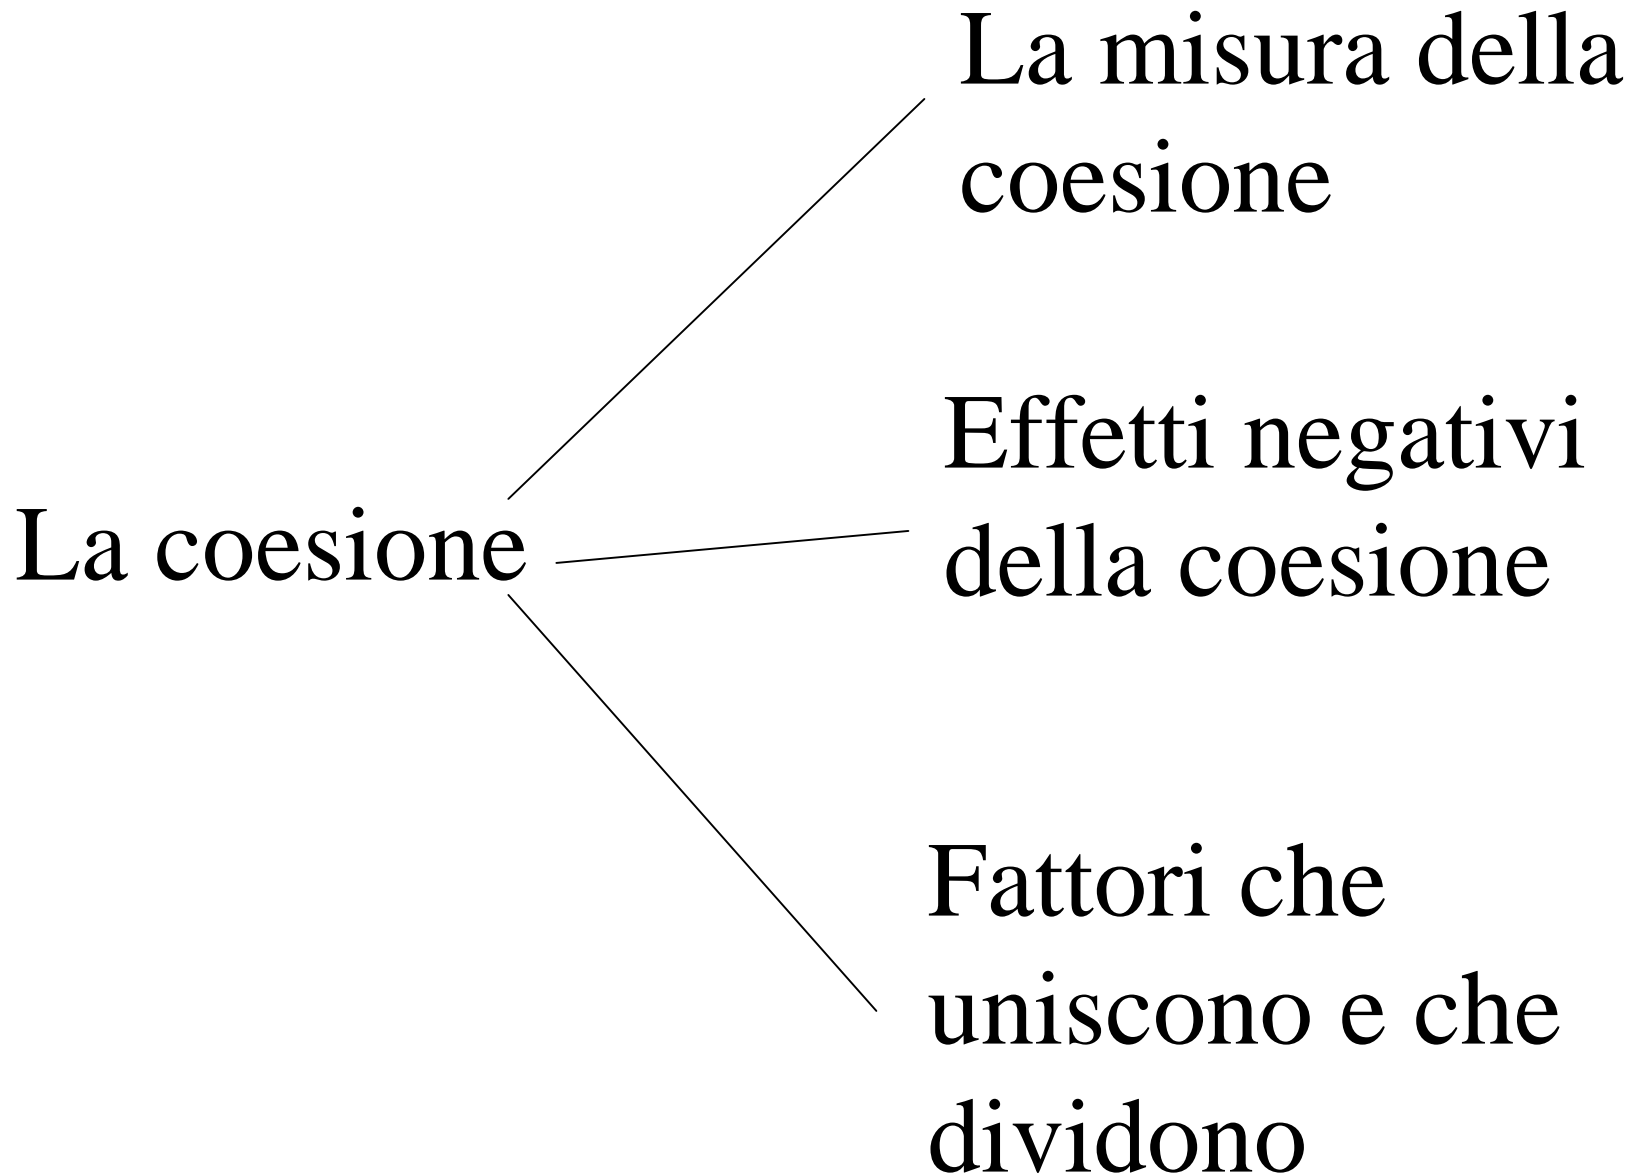 La misura della
coesione
Effetti negativi
della coesione
La coesione
Fattori che
uniscono e che
dividono